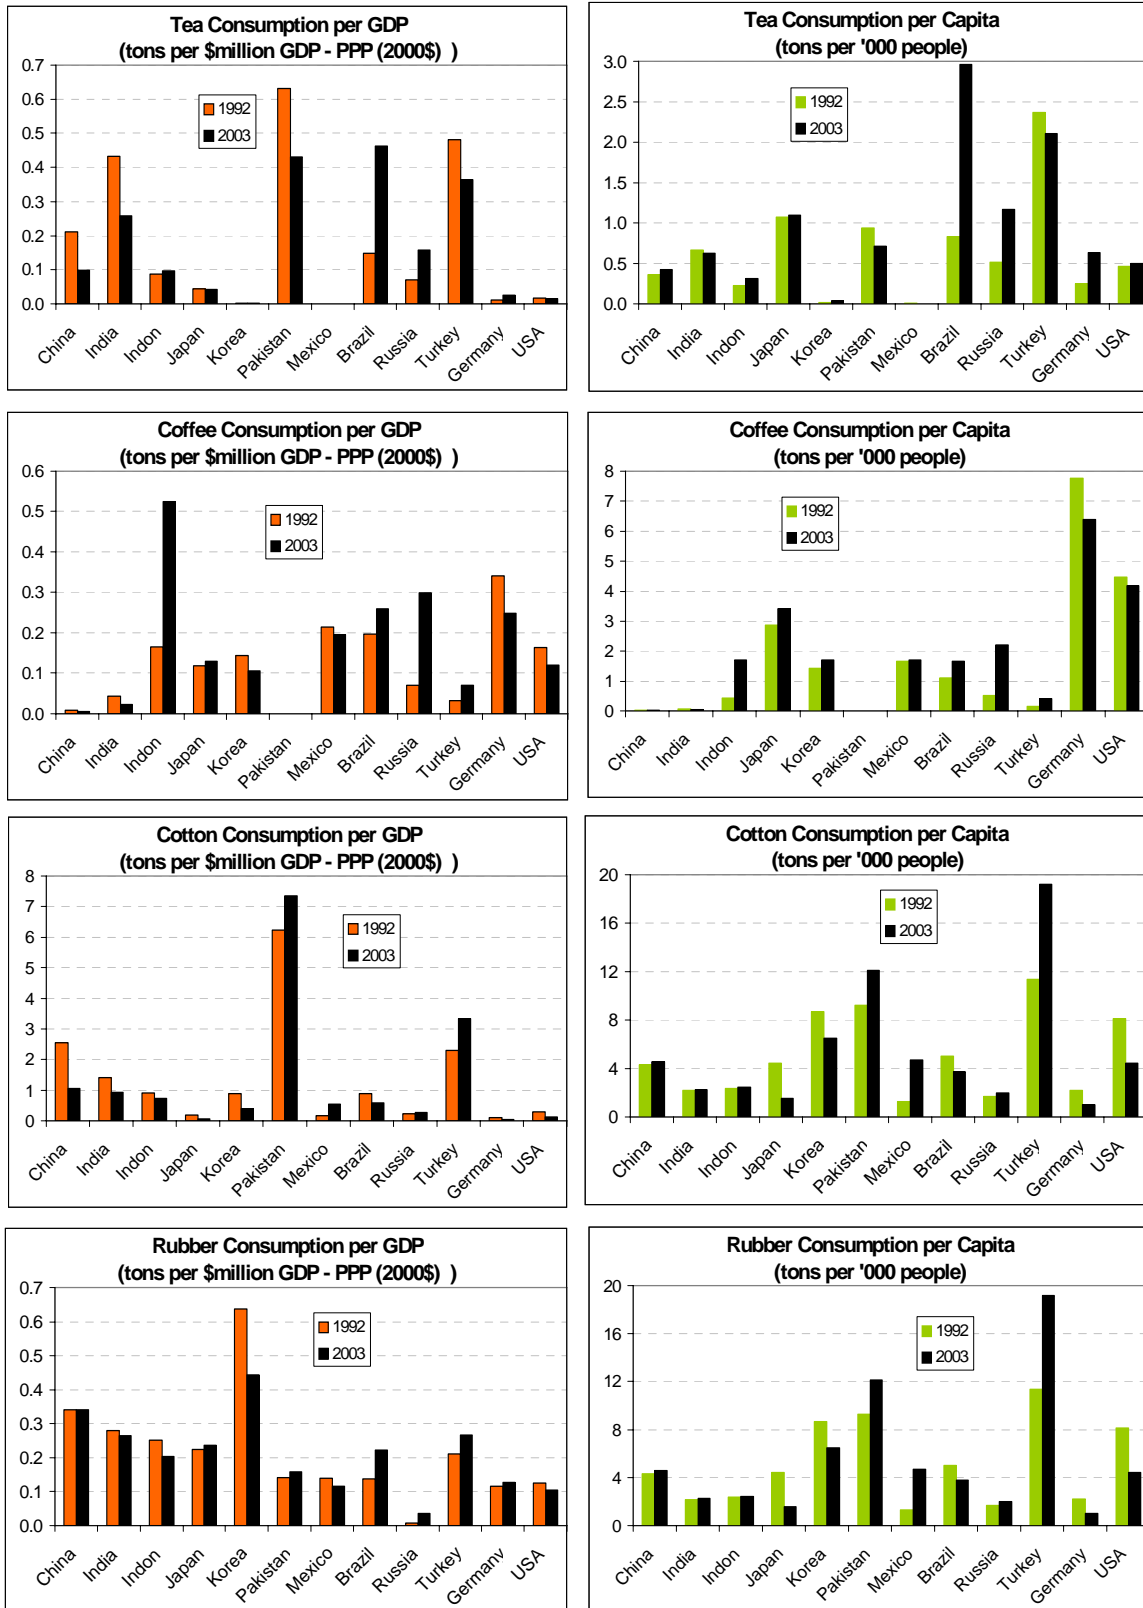 Tea Consumption per GDP
(tons per $million GDP - PPP (2000$) )
0.7
0.6
0.5
0.4
0.3
0.2
0.1
0.0
1992
2003
China
India
Indon
Japan
Korea
Pakistan
Mexico
Brazil
Russia
Turkey
Germany
USA
Tea Consumption per Capita
(tons per '000 people)
3.0
2.5
2.0
1.5
1.0
0.5
0.0
1992
2003
China
India
Indon
Japan
Korea
Pakistan
Mexico
Brazil
Russia
Turkey
Germany
USA
Coffee Consumption per GDP
(tons per $million GDP - PPP (2000$) )
0.6
0.5
0.4
0.3
0.2
0.1
0.0
1992
2003
China
India
Indon
Japan
Korea
Pakistan
Mexico
Brazil
Russia
Turkey
Germany
USA
Coffee Consumption per Capita
(tons per '000 people)
8
7
6
5
4
3
2
1
0
1992
2003
China
India
Indon
Japan
Korea
Pakistan
Mexico
Brazil
Russia
Turkey
Germany
USA
Cotton Consumption per GDP
(tons per $million GDP - PPP (2000$) )
8
7
6
5
4
3
2
1
0
1992
2003
China
India
Indon
Japan
Korea
Pakistan
Mexico
Brazil
Russia
Turkey
Germany
USA
Cotton Consumption per Capita
(tons per '000 people)
20
16
12
8
4
0
1992
2003
China
India
Indon
Japan
Korea
Pakistan
Mexico
Brazil
Russia
Turkey
Germany
USA
Rubber Consumption per GDP
(tons per $million GDP - PPP (2000$) )
0.7
0.6
0.5
0.4
0.3
0.2
0.1
0.0
1992
2003
China
India
Indon
Japan
Korea
Pakistan
Mexico
Brazil
Russia
Turkey
Germany
USA
Rubber Consumption per Capita
(tons per '000 people)
20
16
12
8
4
0
1992
2003
China
India
Indon
Japan
Korea
Pakistan
Mexico
Brazil
Russia
Turkey
Germany
USA